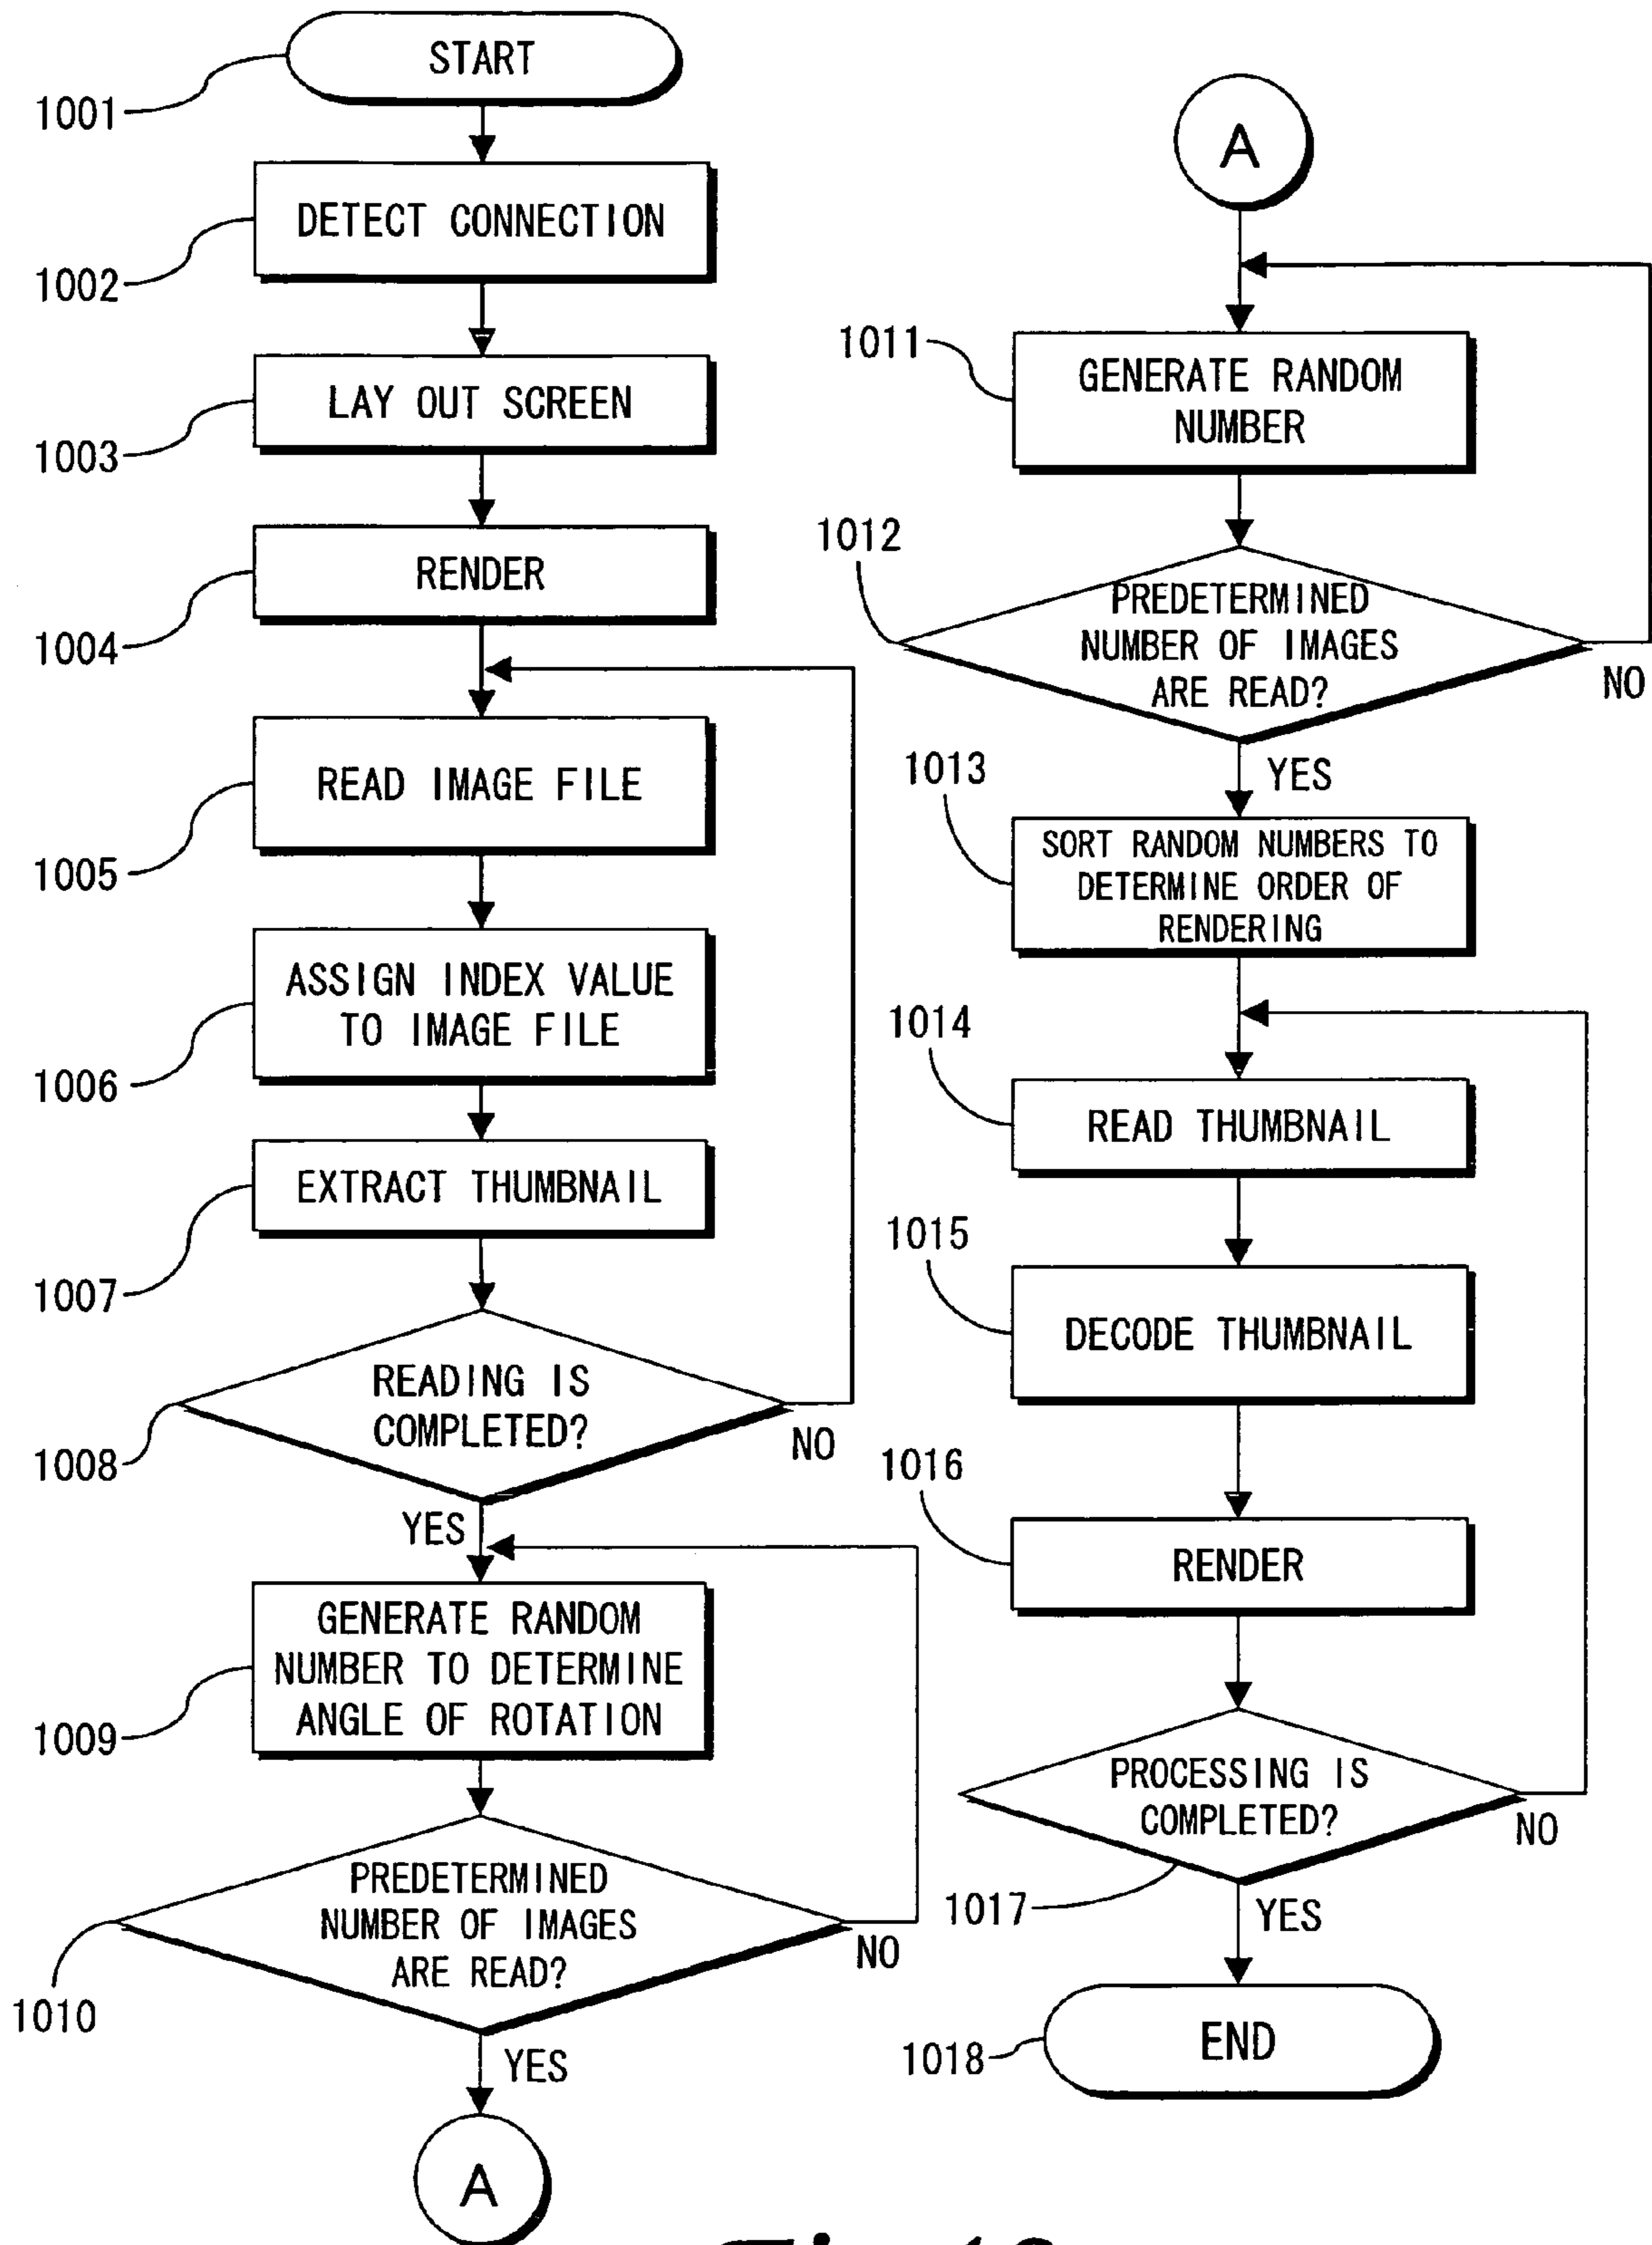 START
1001
DETECT CONNECTION
1002
LAY OUT SCREEN
1003
RENDER
1004
READ IMAGE FILE
1005
ASSIGN INDEX VALUE
TO IMAGE FILE
1006
EXTRACT THUMBNAIL
1007
READING IS
COMPLETED?
1008
NO
YES
GENERATE RANDOM
NUMBER TO DETERMINE
ANGLE OF ROTATION
1009
PREDETERMINED
NUMBER OF IMAGES
ARE READ?
1010
NO
YES
A
A
1011
GENERATE RANDOM
NUMBER
1012
PREDETERMINED
NUMBER OF IMAGES
ARE READ?
NO
YES
1013
SORT RANDOM NUMBERS TO
DETERMINE ORDER OF
RENDERING
1014
READ THUMBNAIL
1015
DECODE THUMBNAIL
1016
RENDER
PROCESSING IS
COMPLETED?
NO
1017
YES
END
1018